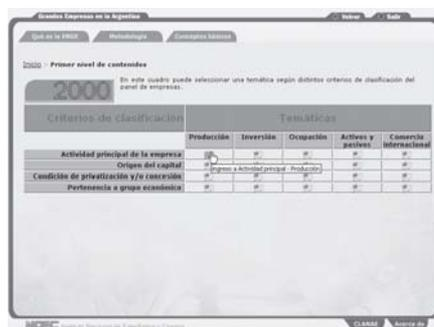 Grandes Empresas en la Argentina
Volver
Salir
Qué es la ENGE
Metodología
Conceptos básicos
Inicio > Primer nivel de contenidos
2000
En este cuadro puede seleccionar una temática según distintos criterios de clasificación del
panel de empresas.
Criterios de clasificación
Temáticas
Producción
Inversión
Ocupación
Activos y
pasivos
Comercio
internacional
Actividad principal de la empresa
Origen del capital
Ingreso a Actividad principal - Producción
Condición de privatización y/o concesión
Pertenencia a grupo económico
CLANAE
Acerca de